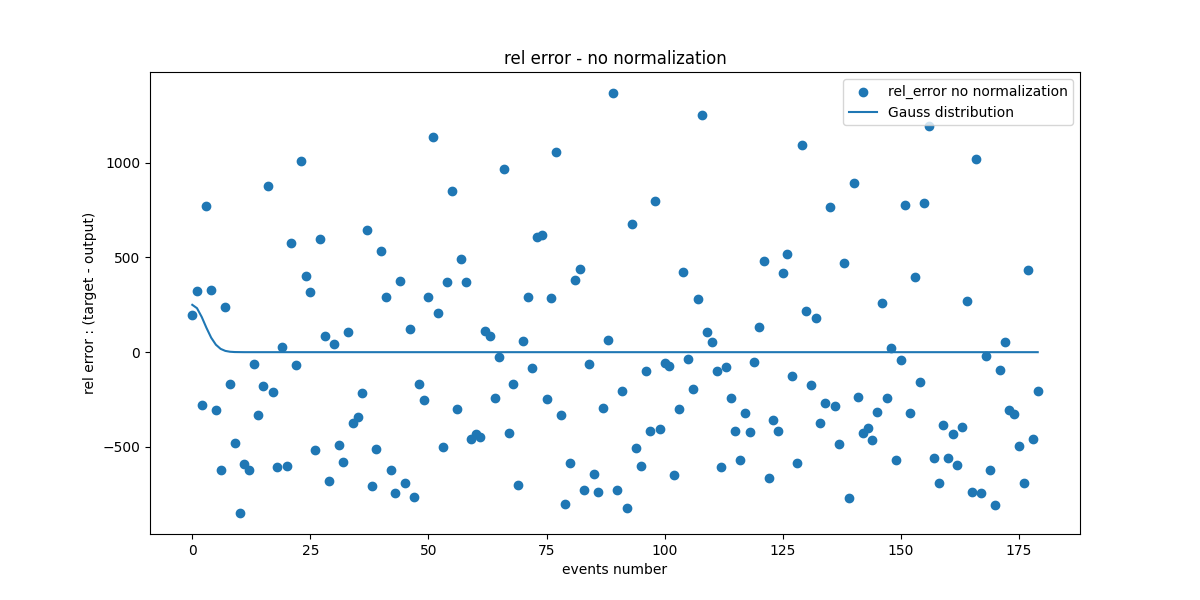 rel error - no normalization
rel_error no normalization
Gauss distribution
rel error : (target - output)
1000
500
0
−500
0
25
50
75
100
125
150
175
events number